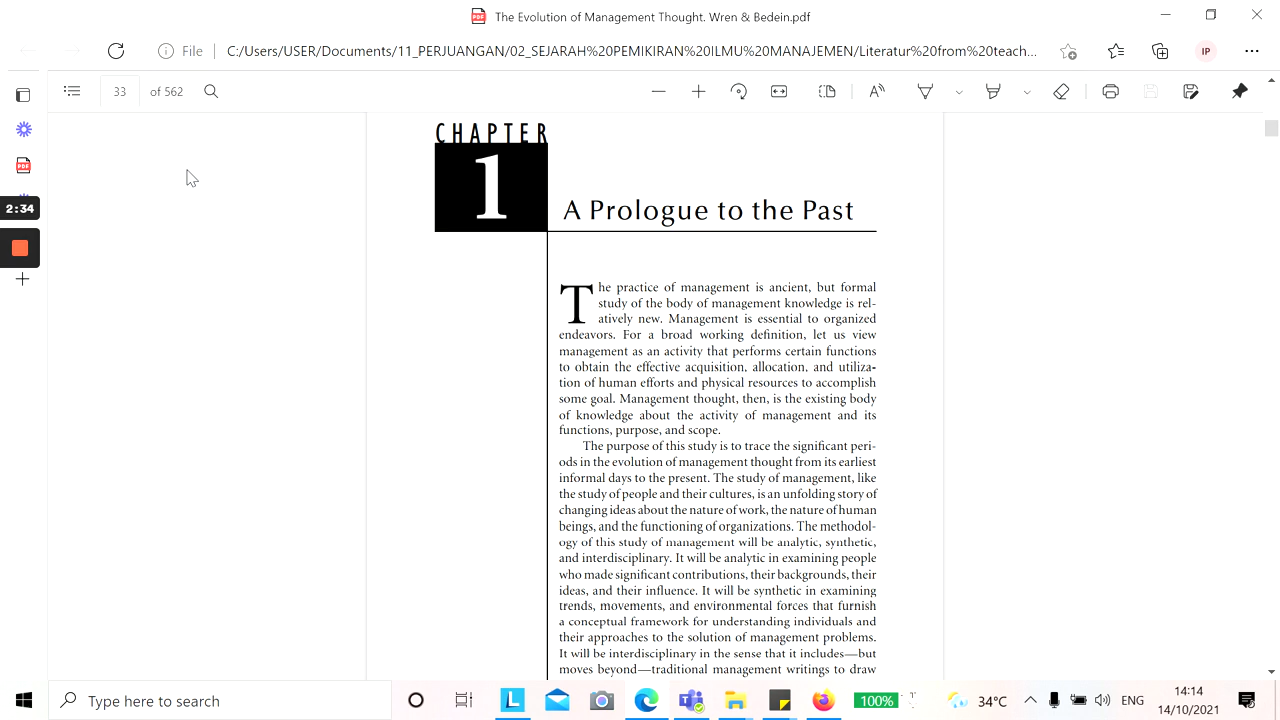 The Evolution of Management Thought. Wren & Bedein.pdf
File C:/Users/USER/Documents/11_PERJUANGAN/02_SEJARAH%20PEMIKIRAN%20ILMU%20MANAJEMEN/Literatur%20from%20teach... IP
33 of 562
CHAPTER
1
A Prologue to the Past
2:34
The practice of management is ancient, but formal
study of the body of management knowledge is rel-
atively new. Management is essential to organized
endeavors. For a broad working definition, let us view
management as an activity that performs certain functions
to obtain the effective acquisition, allocation, and utiliza-
tion of human efforts and physical resources to accomplish
some goal. Management thought, then, is the existing body
of knowledge about the activity of management and its
functions, purpose, and scope.
The purpose of this study is to trace the significant peri-
ods in the evolution of management thought from its earliest
informal days to the present. The study of management, like
the study of people and their cultures, is an unfolding story of
changing ideas about the nature of work, the nature of human
beings, and the functioning of organizations. The methodol-
ogy of this study of management will be analytic, synthetic,
and interdisciplinary. It will be analytic in examining people
who made significant contributions, their backgrounds, their
ideas, and their influence. It will be synthetic in examining
trends, movements, and environmental forces that furnish
a conceptual framework for understanding individuals and
their approaches to the solution of management problems.
It will be interdisciplinary in the sense that it includes—but
moves beyond—traditional management writings to draw
Type here to search
100% 34°C ENG 14:14
14/10/2021